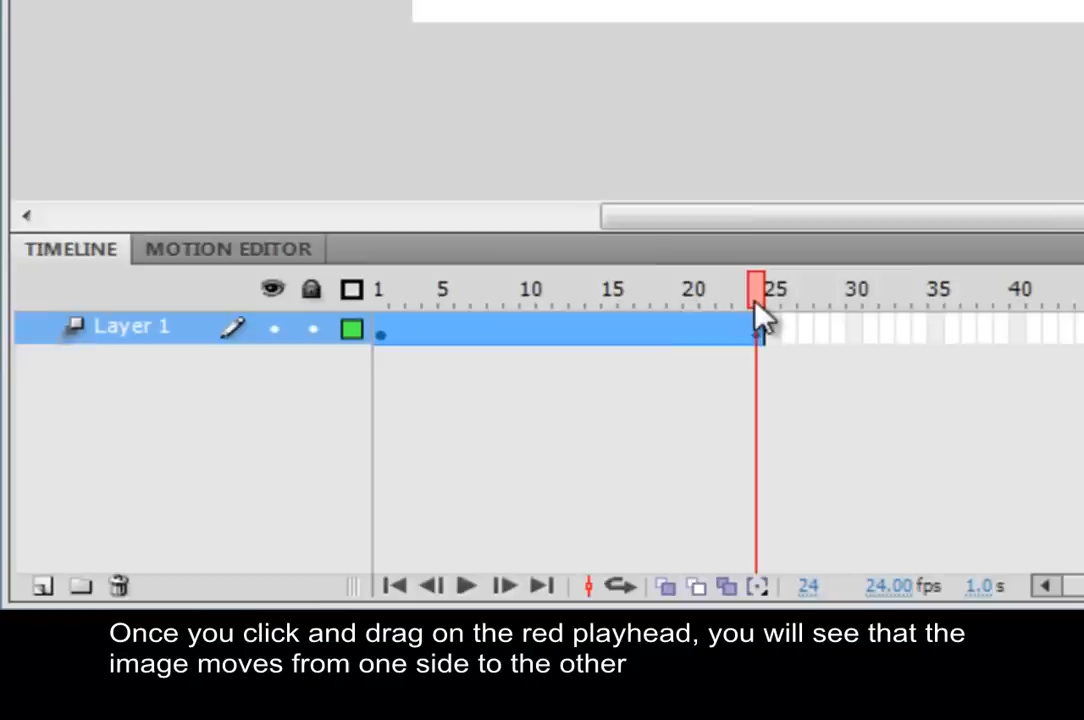 TIMELINE MOTION EDITOR
1 5 10 15 20 25 30 35 40
Layer 1
24 24.00 fps 1.0 s
Once you click and drag on the red playhead, you will see that the
image moves from one side to the other